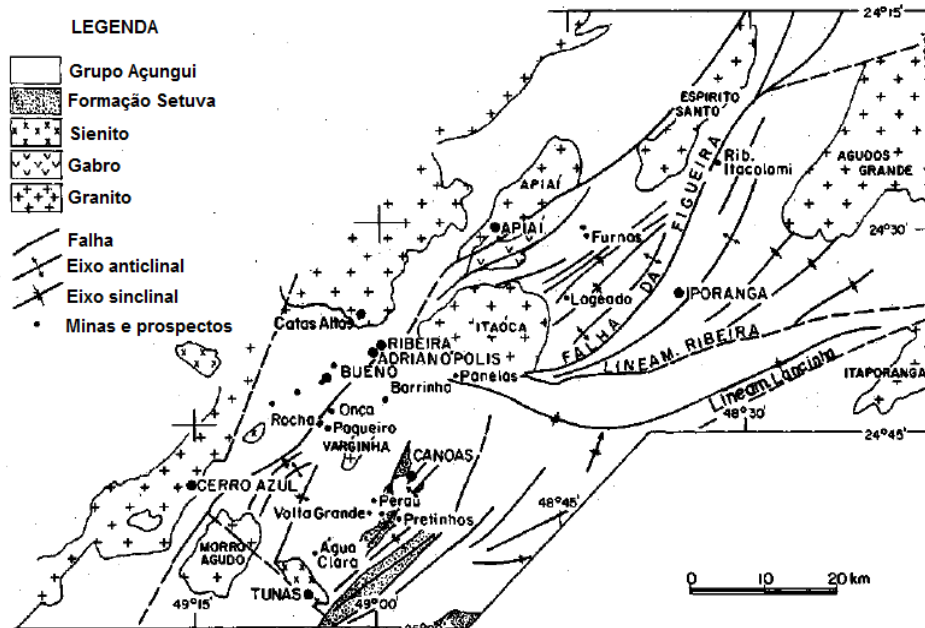 LEGENDA
Grupo Açungui
Formação Setuva
Sienito
Gabro
Granito
Falha
Eixo anticlinal
Eixo sinclinal
Minas e prospectos
24°15'
ESPIRITO
SANTO
Rib.
Itacolomi
AGUDOS
GRANDE
APIAÍ
APIAÍ
Furnas
24°30'
FALHA DA FIGUEIRA
Lageado
IPORANGA
Catas Altas
ITAÓCA
RIBEIRA
ADRIANÓPOLIS
LINEAM. RIBEIRA
BUENO
Barrinha
Panelas
Lineam Lancinha
ITAPORANGA
48°30'
Rocha
Onça
Paqueiro
VARGINHA
24°45'
CANOAS
CERRO AZUL
Perau
48°45'
Volta Grande
Pretinhos
MORRO
AGUDO
Água
Clara
TUNAS
0 10 20 km
49°15'
49°00'